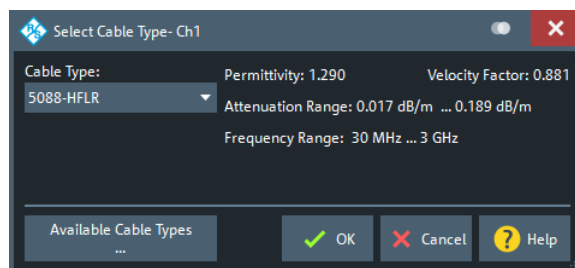 Select Cable Type- Ch1
Cable Type:
5088-HFLR
Permittivity: 1.290 Velocity Factor: 0.881
Attenuation Range: 0.017 dB/m ... 0.189 dB/m
Frequency Range: 30 MHz ... 3 GHz
Available Cable Types
...
OK
Cancel
? Help